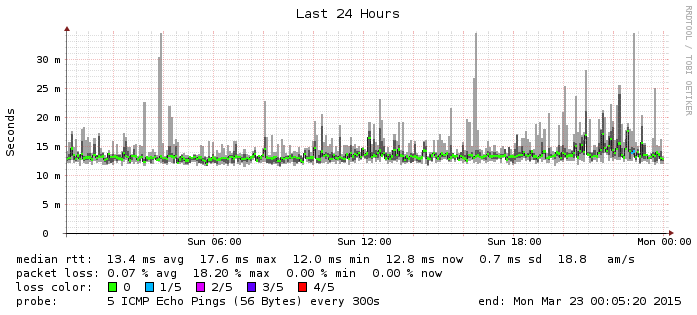 Last 24 Hours
RRDTOOL / TOBI OETIKER
Seconds
30 m
25 m
20 m
15 m
10 m
5 m
0
Sun 06:00 Sun 12:00 Sun 18:00 Mon 00:00
median rtt: 13.4 ms avg 17.6 ms max 12.0 ms min 12.8 ms now 0.7 ms sd 18.8 am/s
packet loss: 0.07 % avg 18.20 % max 0.00 % min 0.00 % now
loss color: 0 1/5 2/5 3/5 4/5
probe: 5 ICMP Echo Pings (56 Bytes) every 300s end: Mon Mar 23 00:05:20 2015